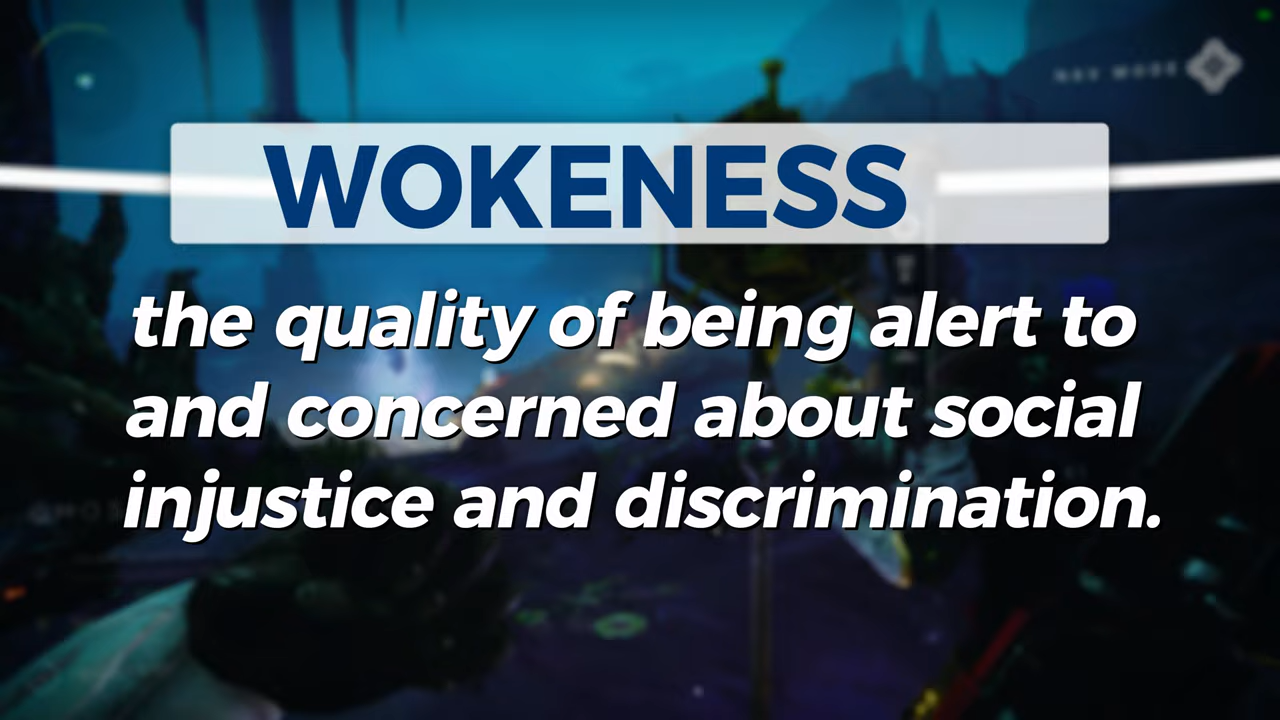 WOKENESS
the quality of being alert to
and concerned about social
injustice and discrimination.